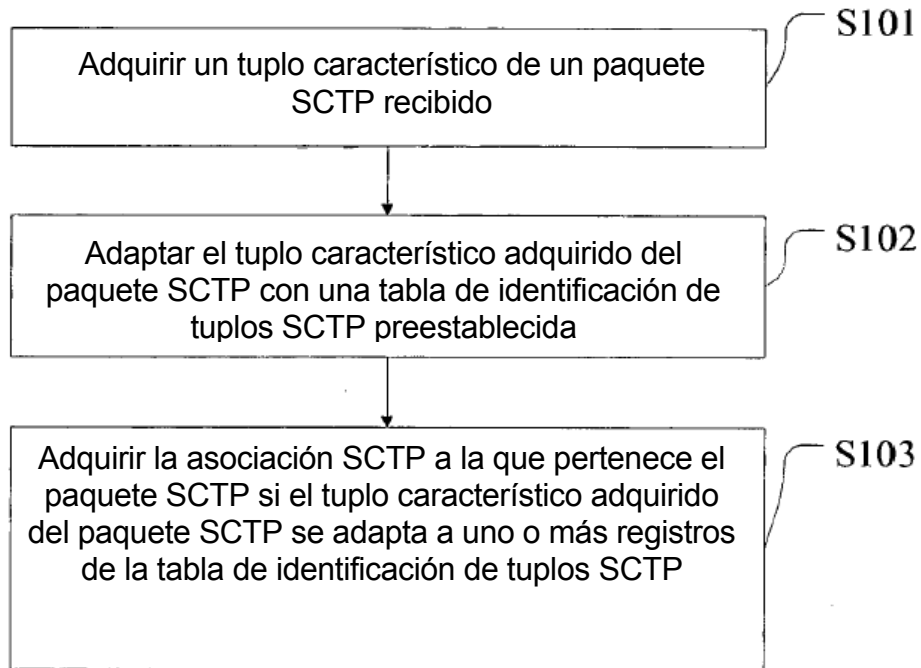 S101
Adquirir un tuplo característico de un paquete
SCTP recibido
S102
Adaptar el tuplo característico adquirido del
paquete SCTP con una tabla de identificación de
tuplos SCTP preestablecida
S103
Adquirir la asociación SCTP a la que pertenece el
paquete SCTP si el tuplo característico adquirido
del paquete SCTP se adapta a uno o más registros
de la tabla de identificación de tuplos SCTP